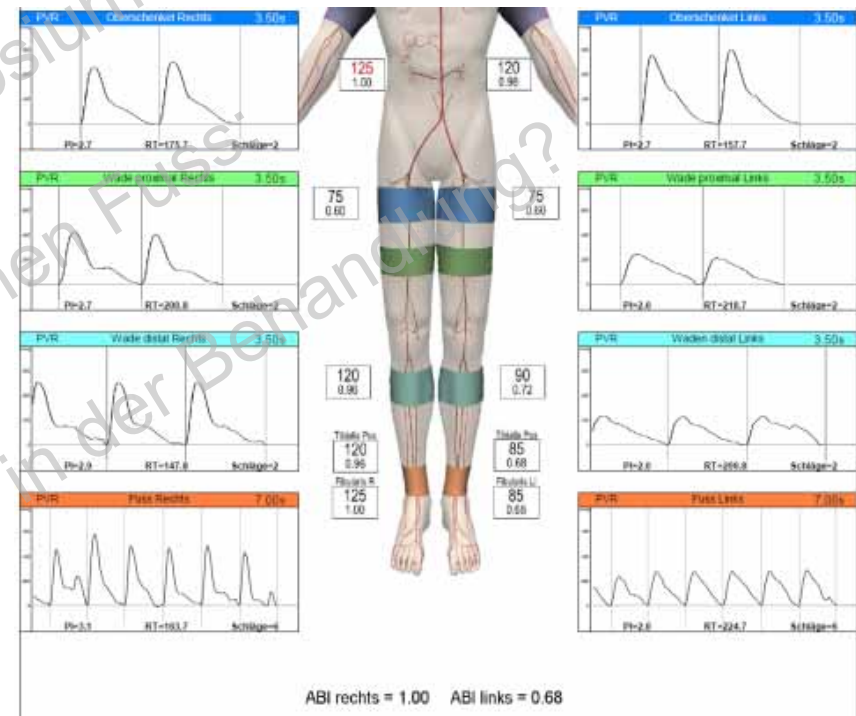 PVR Oberschenkel Rechts 3.50s
PI=2.7 RT=175.7 Schläge=2
PVR Wade proximal Rechts 3.50s
PI=2.7 RT=200.8 Schläge=2
PVR Wade distal Rechts 3.50s
PI=2.9 RT=147.8 Schläge=2
PVR Fuss Rechts 7.00s
PI=3.1 RT=163.7 Schläge=6
125
1.00
120
0.96
75
0.60
75
0.60
120
0.96
90
0.72
Tibialis Pos
120
0.96
Tibialis Pos
85
0.68
Fibularis R
125
1.00
Fibularis Li
85
0.68
PVR Oberschenkel Links 3.50s
PI=2.7 RT=157.7 Schläge=2
PVR Wade proximal Links 3.50s
PI=2.0 RT=210.7 Schläge=2
PVR Waden distal Links 3.50s
PI=2.0 Schläge=2
PVR Fuss Links 7.00s
PI=2.0 RT=224.7 Schläge=6
ABI rechts = 1.00 ABI links = 0.68
Fuss:
in der Behandlung?